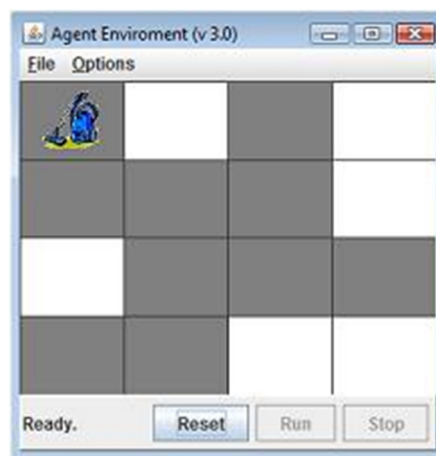 Agent Enviroment (v 3.0)
File Options
Ready. Reset Run Stop